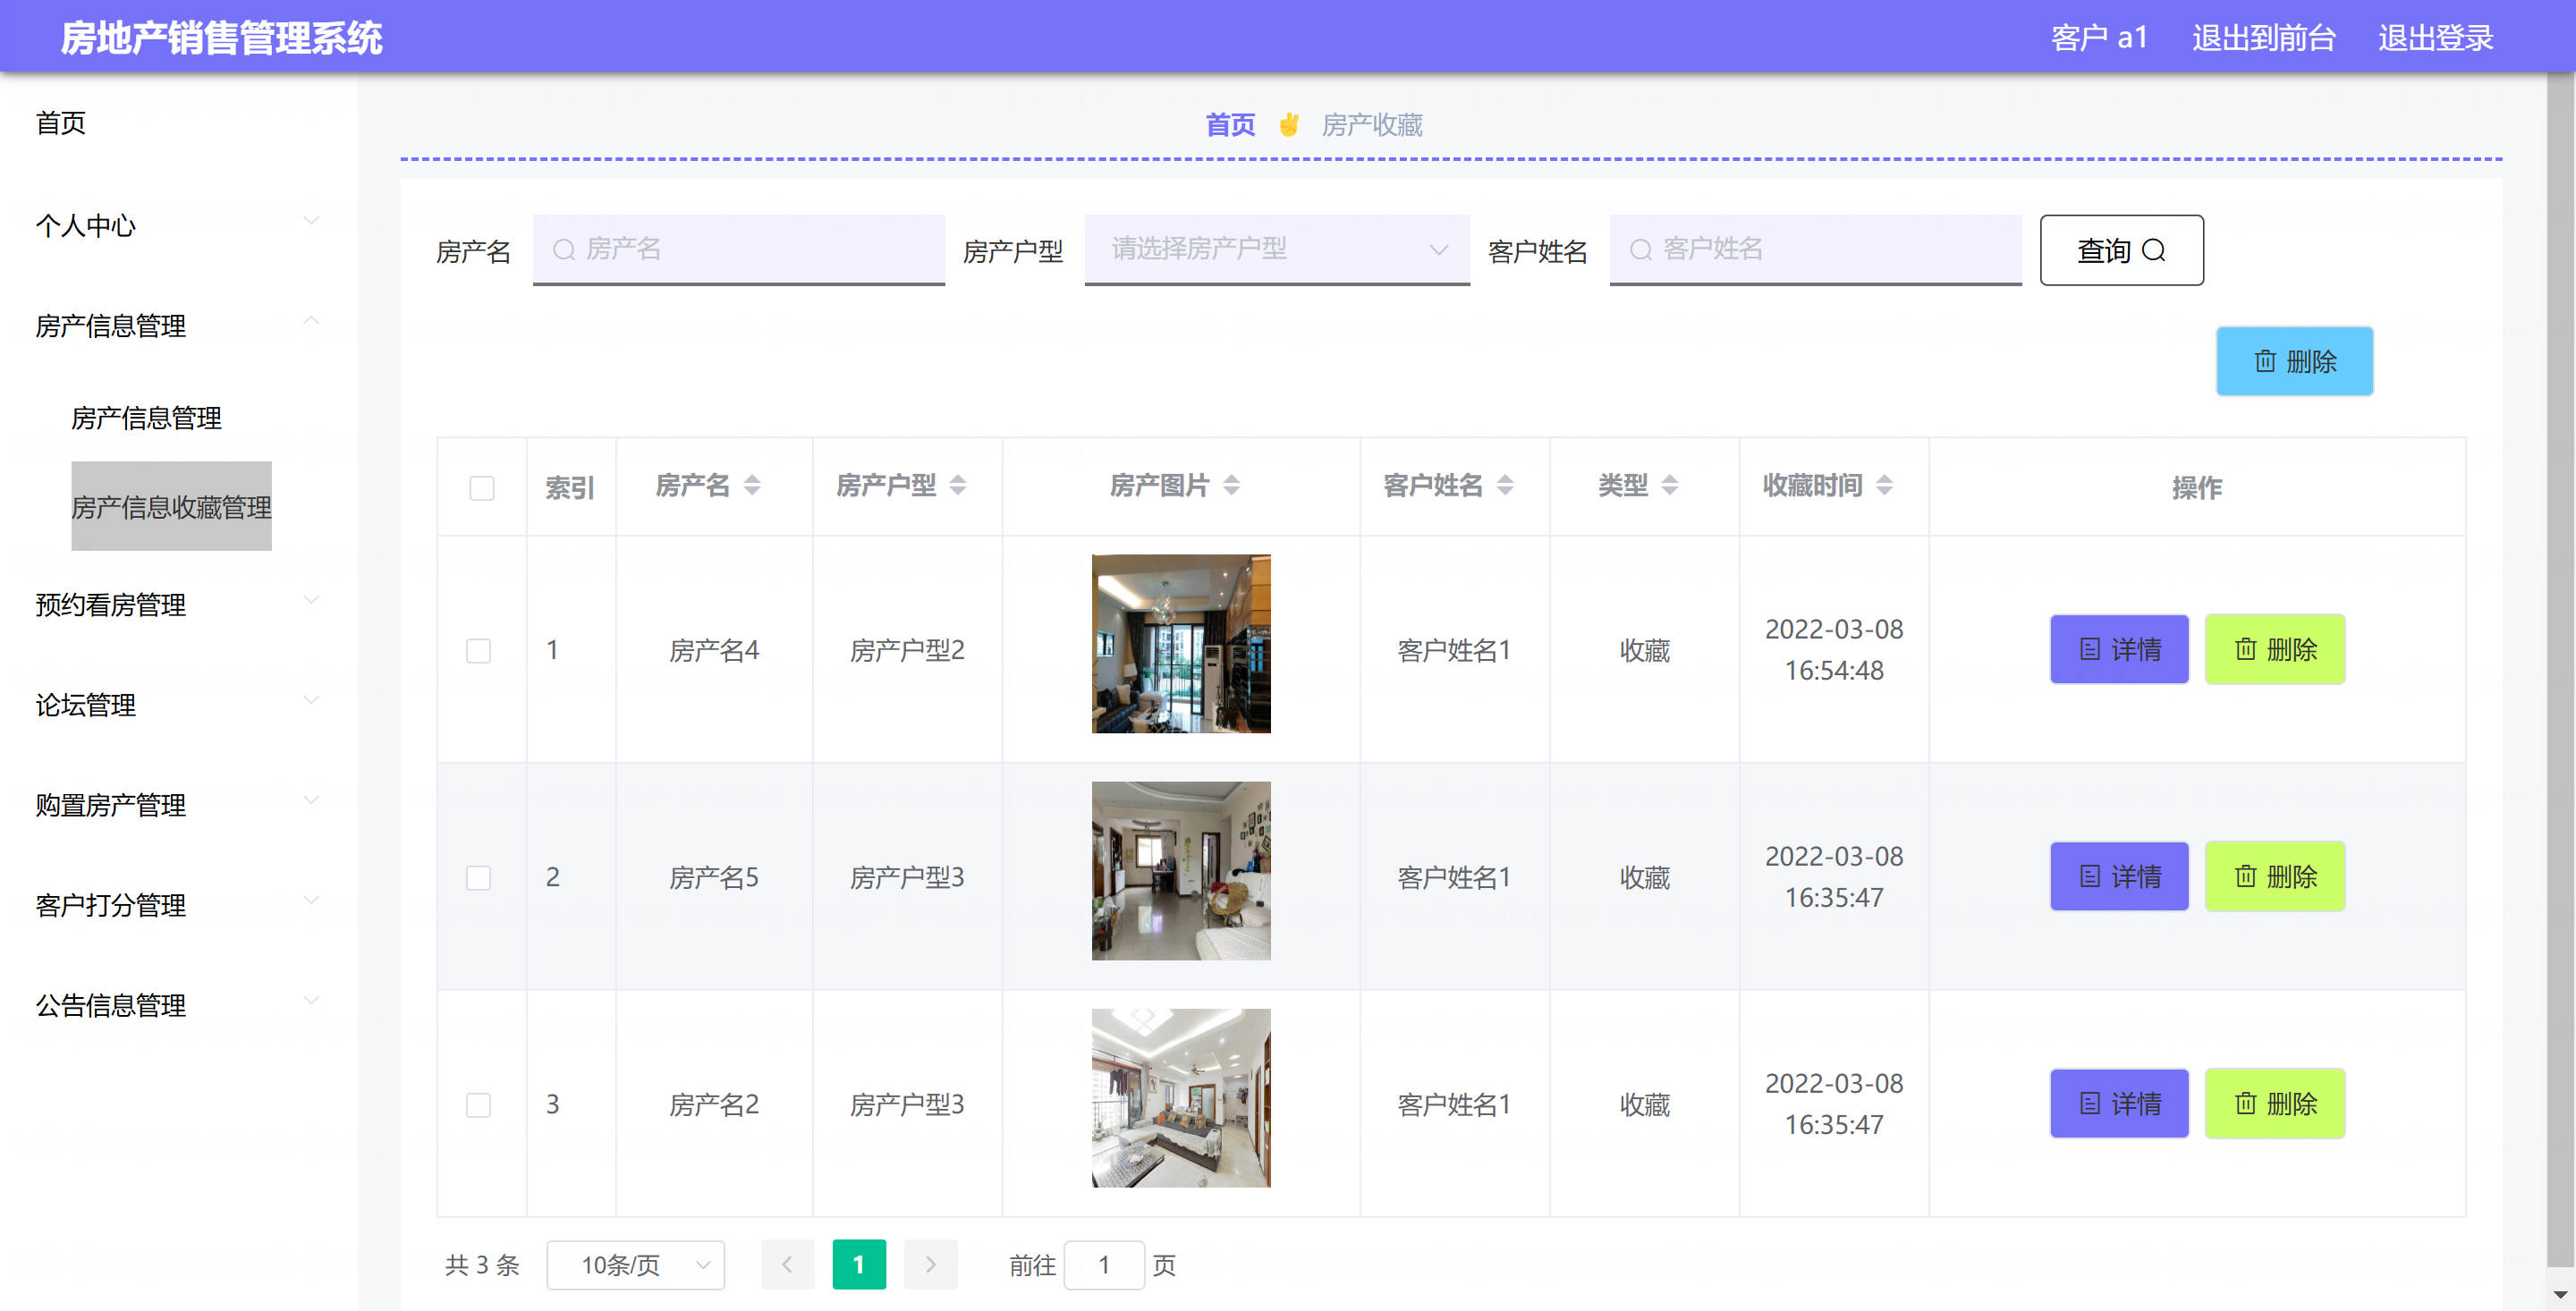 房地产销售管理系统
客户 a1 退出到前台 退出登录
首页
个人中心
房产信息管理
房产信息管理
房产信息收藏管理
预约看房管理
论坛管理
购置房产管理
客户打分管理
公告信息管理
首页 房产收藏
房产名 房产名 房产户型 请选择房产户型 客户姓名 客户姓名 查询
删除
索引 房产名 房产户型 房产图片 客户姓名 类型 收藏时间 操作
1 房产名4 房产户型2 客户姓名1 收藏 2022-03-08 16:54:48 详情 删除
2 房产名5 房产户型3 客户姓名1 收藏 2022-03-08 16:35:47 详情 删除
3 房产名2 房产户型3 客户姓名1 收藏 2022-03-08 16:35:47 详情 删除
共 3 条 10条/页 1 前往 1 页